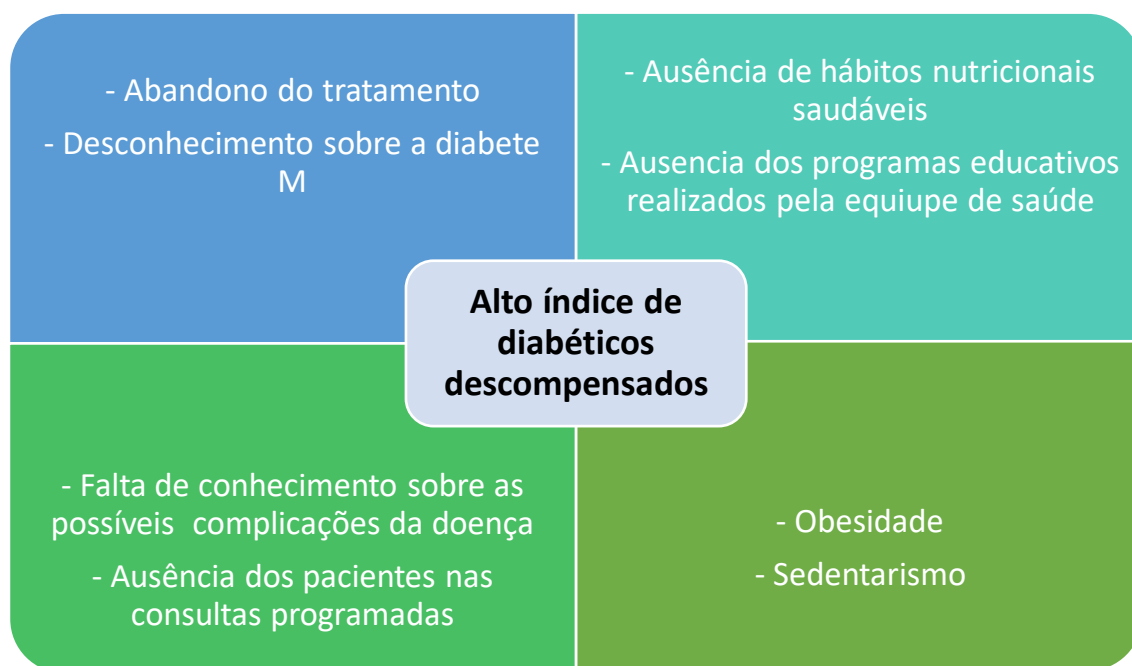 - Abandono do tratamento
- Desconhecimento sobre a diabete
M
- Ausência de hábitos nutricionais
saudáveis
- Ausencia dos programas educativos
realizados pela equiupe de saúde
Alto índice de
diabéticos
descompensados
- Falta de conhecimento sobre as
possíveis  complicações da doença
- Ausência dos pacientes nas
consultas programadas
- Obesidade
- Sedentarismo